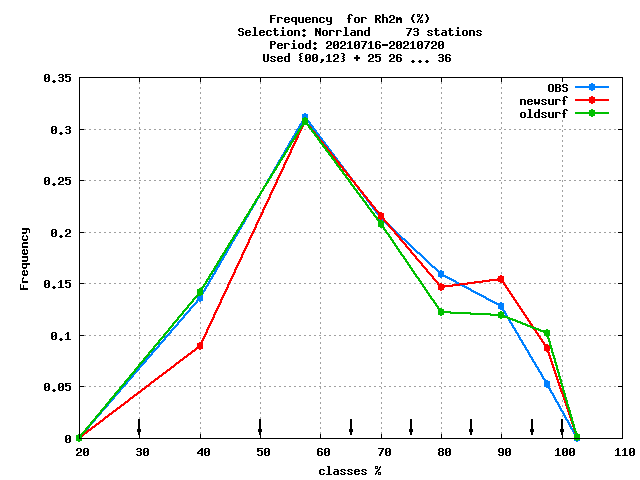 Frequency  for Rh2m (%)
Selection: Norrland     73 stations
Period: 20210716-20210720
Used {00,12} + 25 26 ... 36
0.35
0.3
0.25
0.2
0.15
0.1
0.05
0
Frequency
OBS
newsurf
oldsurf
20 30 40 50 60 70 80 90 100 110
classes %